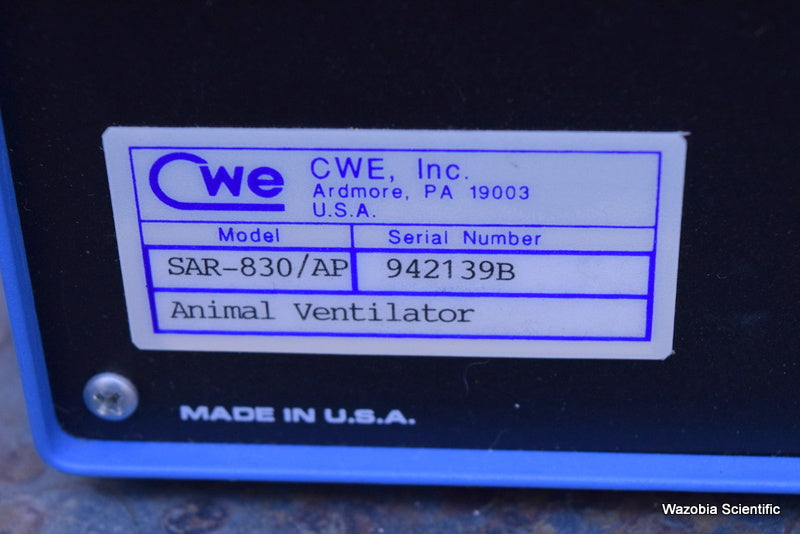 CWE
CWE, Inc.
Ardmore, PA 19003
U.S.A.
Model
Serial Number
SAR-830/AP
942139B
Animal Ventilator
MADE IN U.S.A.
Wazobia Scientific